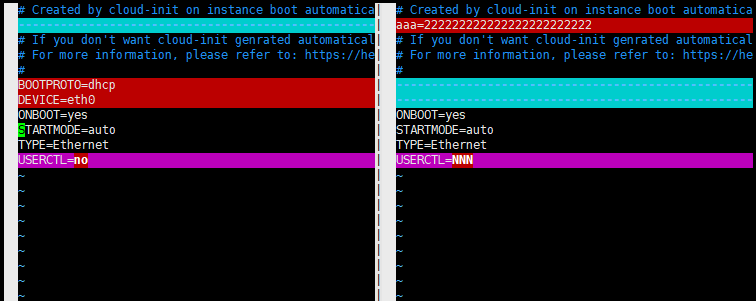 # Created by cloud-init on instance boot automatica
# If you don't want cloud-init genrated automatical
# For more information, please refer to: https://he
#
BOOTPROTO=dhcp
DEVICE=eth0
ONBOOT=yes
STARTMODE=auto
TYPE=Ethernet
USERCTL=no
~
~
~
~
~
~
~
~
~
# Created by cloud-init on instance boot automatica
aaa=222222222222222222222222
# If you don't want cloud-init genrated automatical
# For more information, please refer to: https://he
#
ONBOOT=yes
STARTMODE=auto
TYPE=Ethernet
USERCTL=NNN
~
~
~
~
~
~
~
~
~